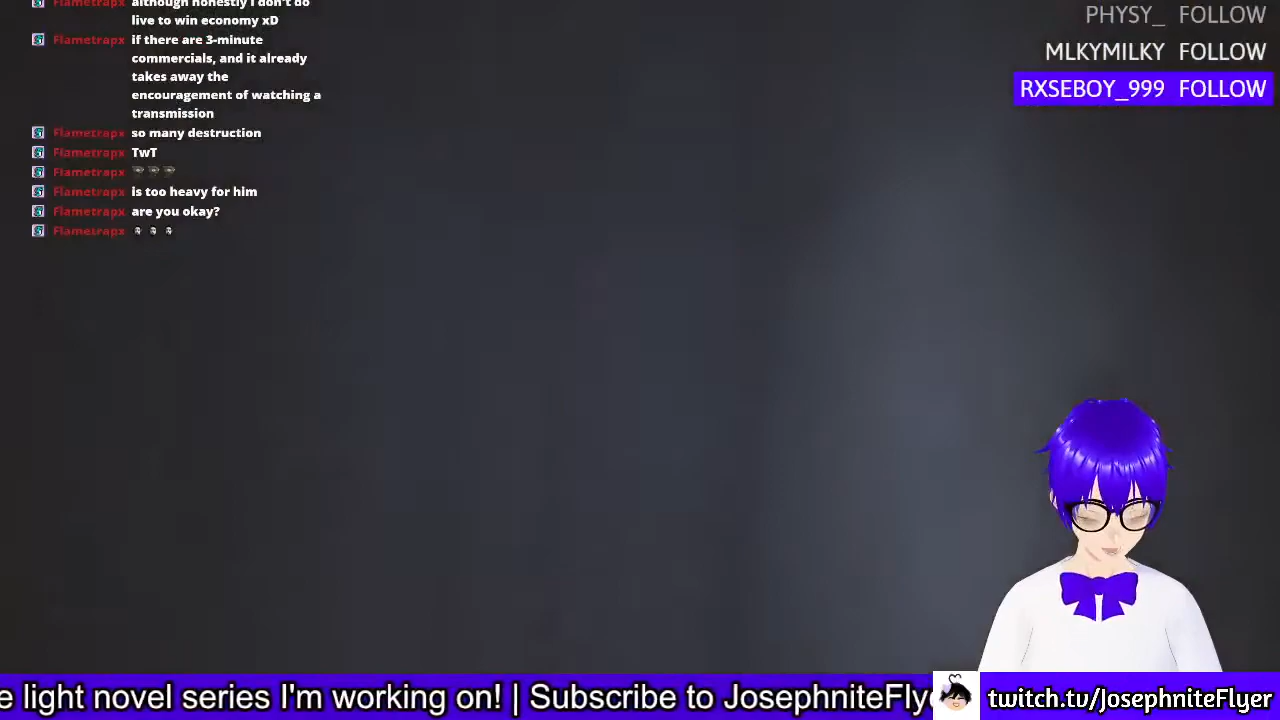 Flametrapx although honestly I don't do
live to win economy xD
Flametrapx if there are 3-minute
commercials, and it already
takes away the
encouragement of watching a
transmission
Flametrapx so many destruction
Flametrapx TwT
Flametrapx
Flametrapx is too heavy for him
Flametrapx are you okay?
Flametrapx
PHYSY_ FOLLOW
MLKYMILKY FOLLOW
RXSEBOY_999 FOLLOW
e light novel series I'm working on! | Subscribe to JosephniteFlye
twitch.tv/JosephniteFlyer